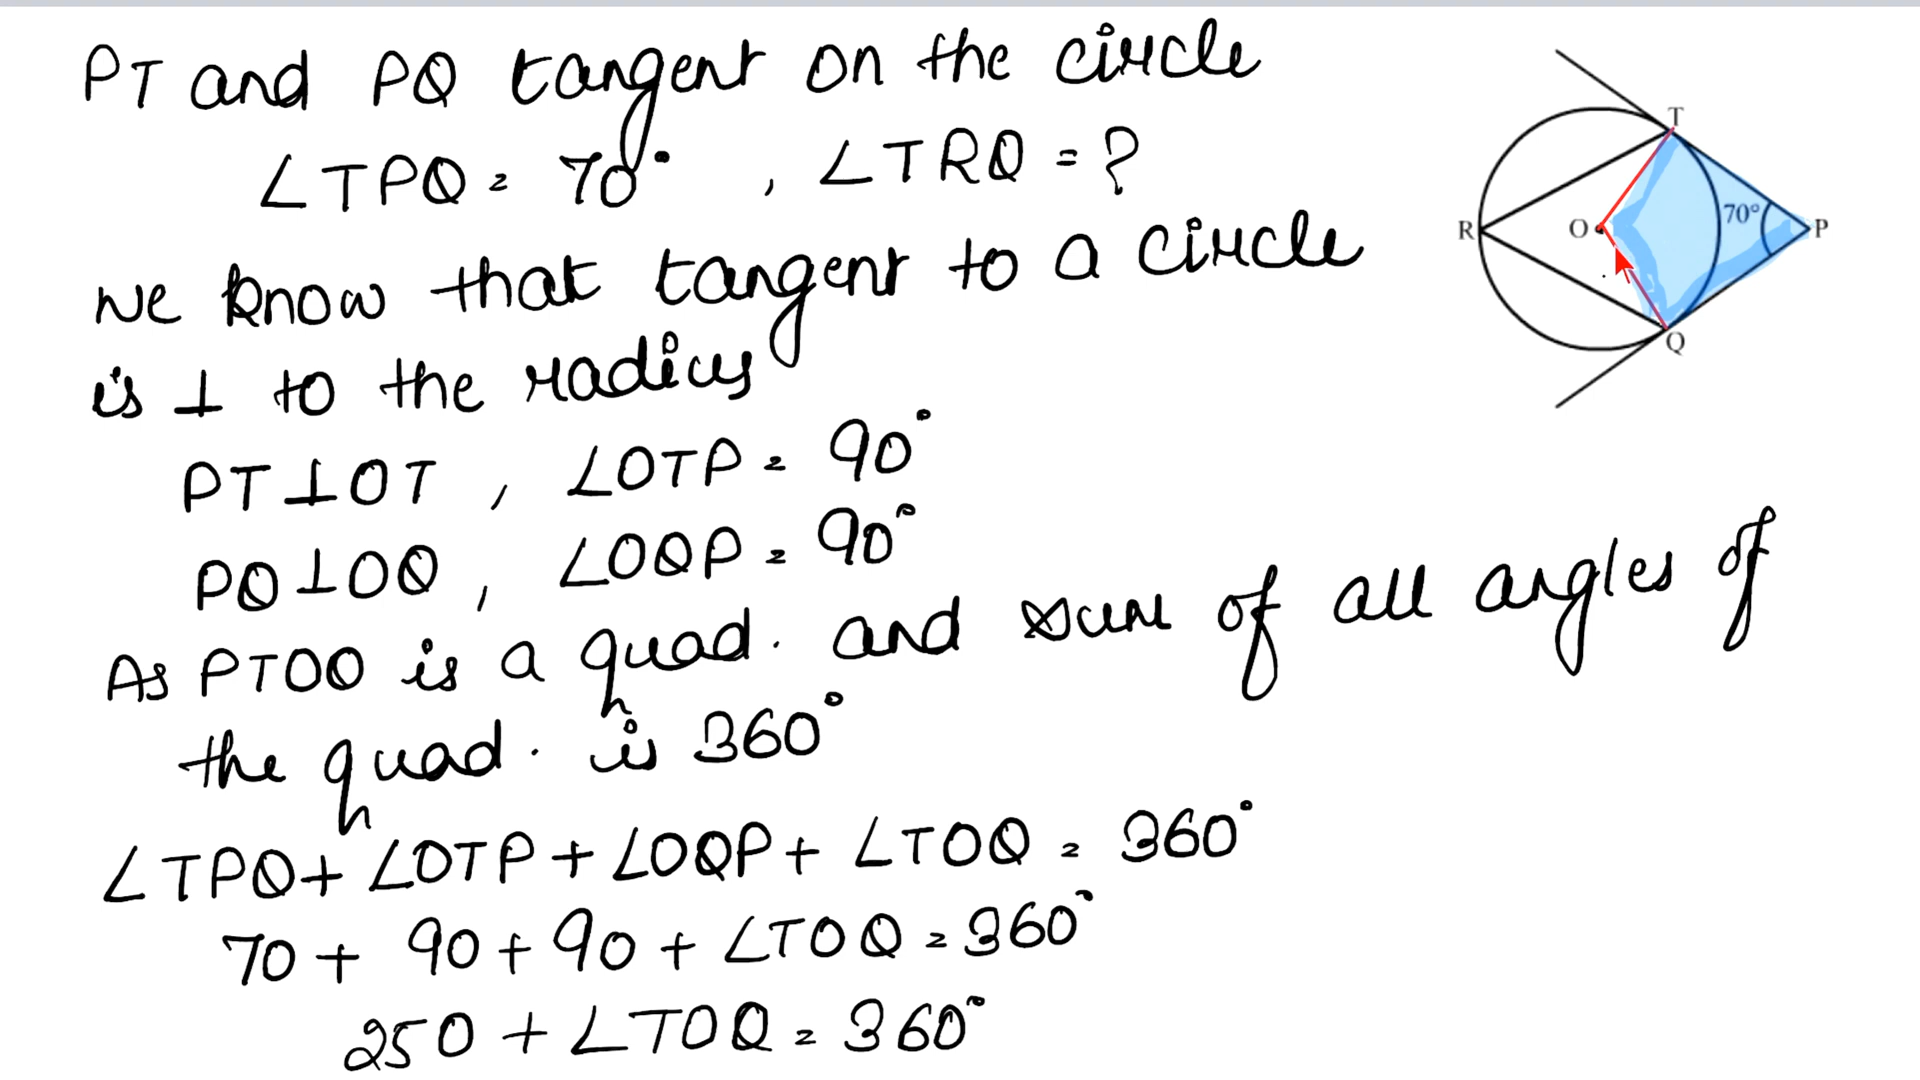 PT and PQ tangent on the circle
∠TPQ = 70° , ∠TRQ = ?
we know that tangent to a circle
is ⊥ to the radius
PT⊥OT , ∠OTP = 90°
PQ⊥OQ , ∠OQP = 90°
As PTOQ is a quad. and sum of all angles of
the quad. is 360°
∠TPQ + ∠OTP + ∠OQP + ∠TOQ = 360°
70 + 90 + 90 + ∠TOQ = 360°
250 + ∠TOQ = 360°
T
R
O
70°
P
Q